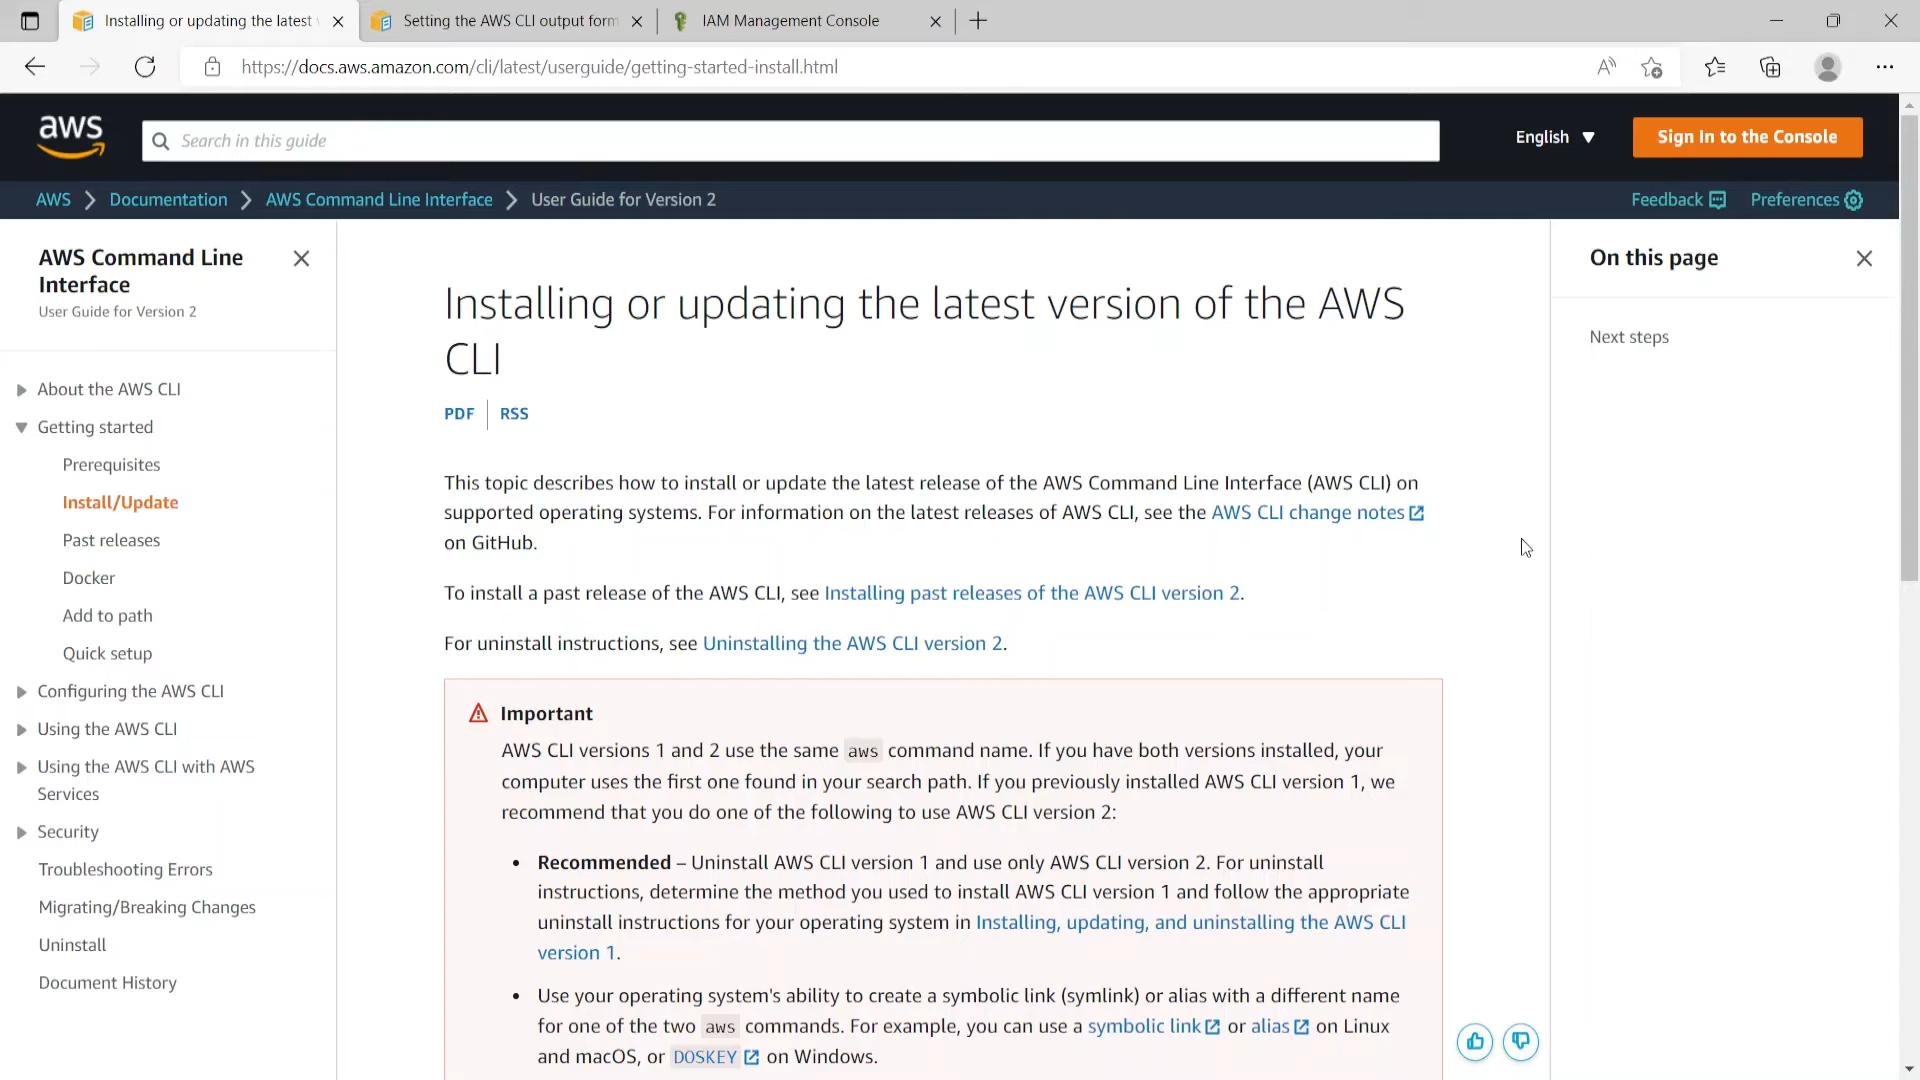 Installing or updating the latest
Setting the AWS CLI output form
IAM Management Console
https://docs.aws.amazon.com/cli/latest/userguide/getting-started-install.html
aws
Search in this guide
English
Sign In to the Console
AWS
Documentation
AWS Command Line Interface
User Guide for Version 2
Feedback
Preferences
AWS Command Line
Interface
User Guide for Version 2
About the AWS CLI
Getting started
Prerequisites
Install/Update
Past releases
Docker
Add to path
Quick setup
Configuring the AWS CLI
Using the AWS CLI
Using the AWS CLI with AWS
Services
Security
Troubleshooting Errors
Migrating/Breaking Changes
Uninstall
Document History
Installing or updating the latest version of the AWS
CLI
PDF
RSS
This topic describes how to install or update the latest release of the AWS Command Line Interface (AWS CLI) on
supported operating systems. For information on the latest releases of AWS CLI, see the AWS CLI change notes
on GitHub.
To install a past release of the AWS CLI, see Installing past releases of the AWS CLI version 2.
For uninstall instructions, see Uninstalling the AWS CLI version 2.
Important
AWS CLI versions 1 and 2 use the same aws command name. If you have both versions installed, your
computer uses the first one found in your search path. If you previously installed AWS CLI version 1, we
recommend that you do one of the following to use AWS CLI version 2:
• Recommended – Uninstall AWS CLI version 1 and use only AWS CLI version 2. For uninstall
instructions, determine the method you used to install AWS CLI version 1 and follow the appropriate
uninstall instructions for your operating system in Installing, updating, and uninstalling the AWS CLI
version 1.
• Use your operating system's ability to create a symbolic link (symlink) or alias with a different name
for one of the two aws commands. For example, you can use a symbolic link or alias on Linux
and macOS, or DOSKEY on Windows.
On this page
Next steps